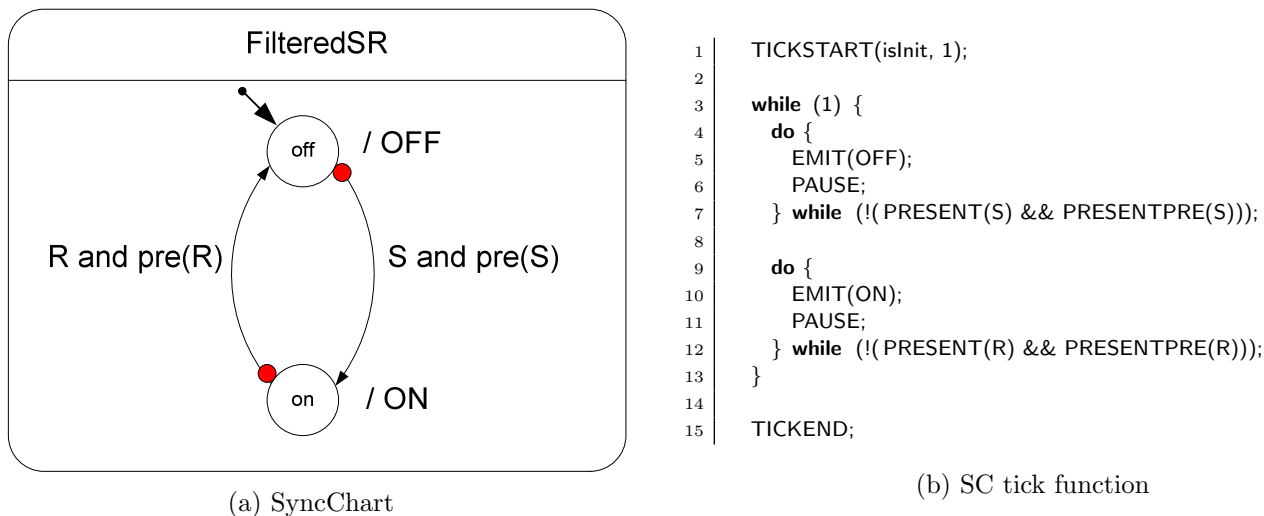 FilteredSR
off
/ OFF
R and pre(R)
S and pre(S)
on
/ ON
(a) SyncChart
1 TICKSTART(isInit, 1);
2
3 while (1) {
4 do {
5 EMIT(OFF);
6 PAUSE;
7 } while (!(PRESENT(S) && PRESENTPRE(S)));
8
9 do {
10 EMIT(ON);
11 PAUSE;
12 } while (!(PRESENT(R) && PRESENTPRE(R)));
13 }
14
15 TICKEND;
(b) SC tick function